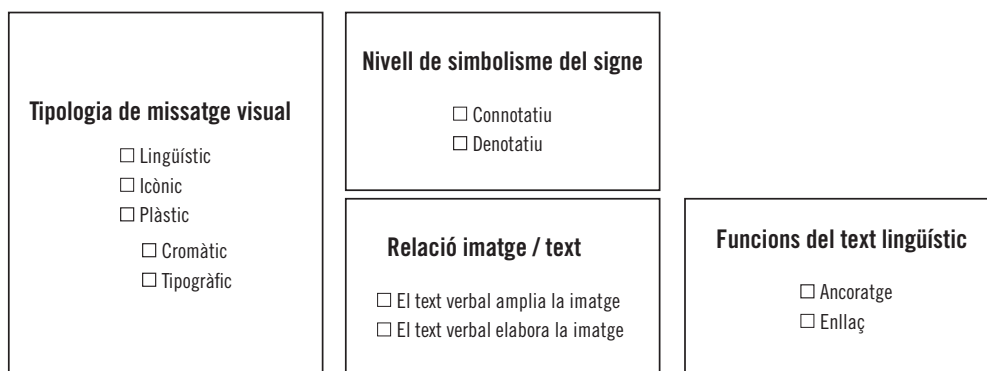 Tipologia de missatge visual
Lingüístic
Icònic
Plàstic
Cromàtic
Tipogràfic
Nivell de simbolisme del signe
Connotatiu
Denotatiu
Relació imatge / text
El text verbal amplia la imatge
El text verbal elabora la imatge
Funcions del text lingüístic
Ancoratge
Enllaç